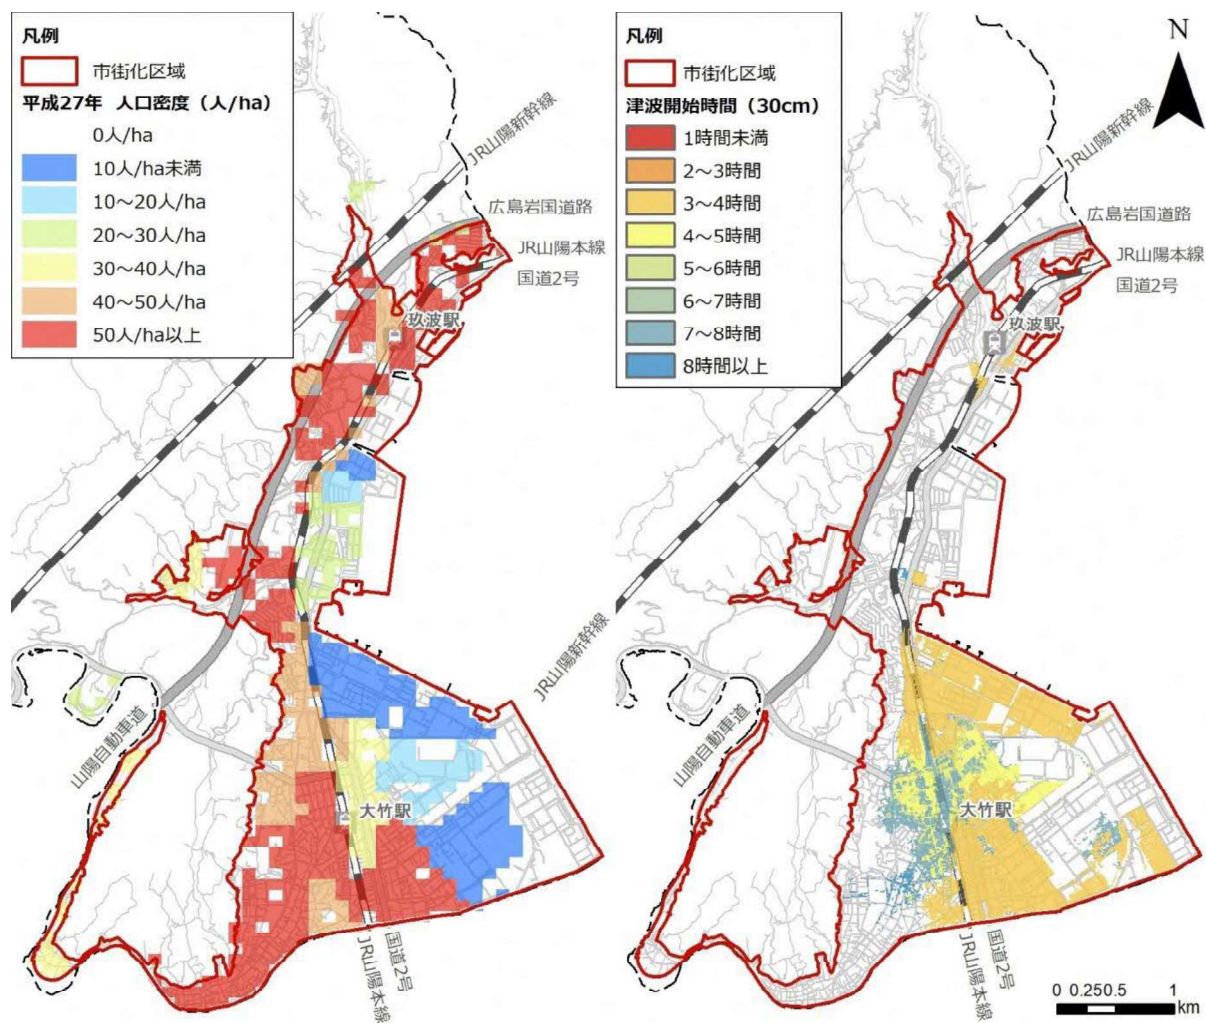 凡例
市街化区域
平成27年 人口密度（人/ha）
0人/ha
10人/ha未満
10～20人/ha
20～30人/ha
30～40人/ha
40～50人/ha
50人/ha以上
JR山陽新幹線
広島岩国道路
JR山陽本線
国道2号
玖波駅
JR山陽新幹線
山陽自動車道
大竹駅
国道2号
JR山陽本線
凡例
市街化区域
津波開始時間（30cm）
1時間未満
2～3時間
3～4時間
4～5時間
5～6時間
6～7時間
7～8時間
8時間以上
N
JR山陽新幹線
広島岩国道路
JR山陽本線
国道2号
玖波駅
山陽自動車道
大竹駅
国道2号
JR山陽本線
0 0.25 0.5 1
km